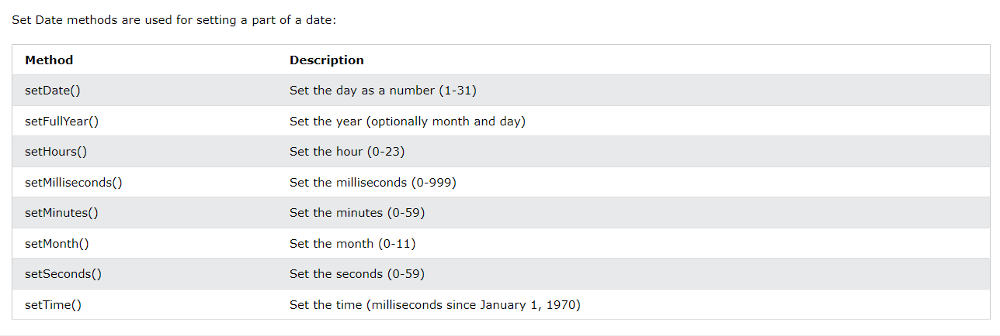 Set Date methods are used for setting a part of a date:
Method Description
setDate() Set the day as a number (1-31)
setFullYear() Set the year (optionally month and day)
setHours() Set the hour (0-23)
setMilliseconds() Set the milliseconds (0-999)
setMinutes() Set the minutes (0-59)
setMonth() Set the month (0-11)
setSeconds() Set the seconds (0-59)
setTime() Set the time (milliseconds since January 1, 1970)